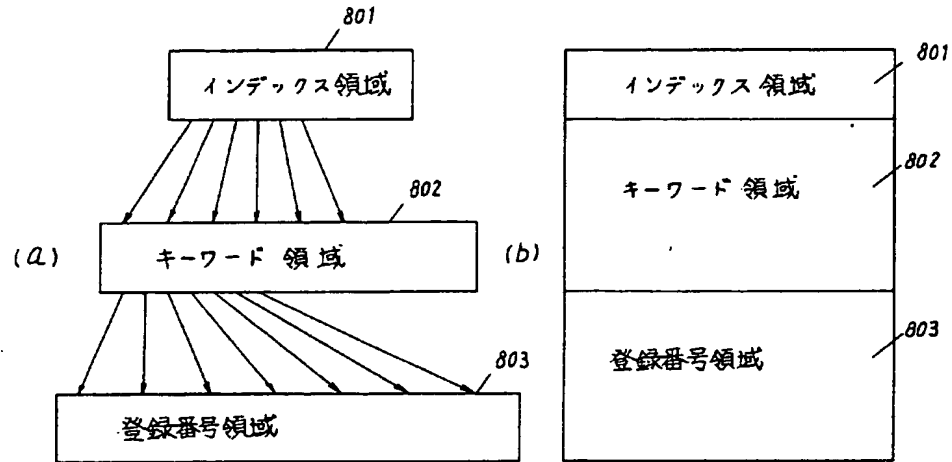 801
インデックス領域
802
(a)
キーワード 領域
803
登録番号領域
(b)
801
インデックス 領域
802
キーワード 領域
803
登録番号領域